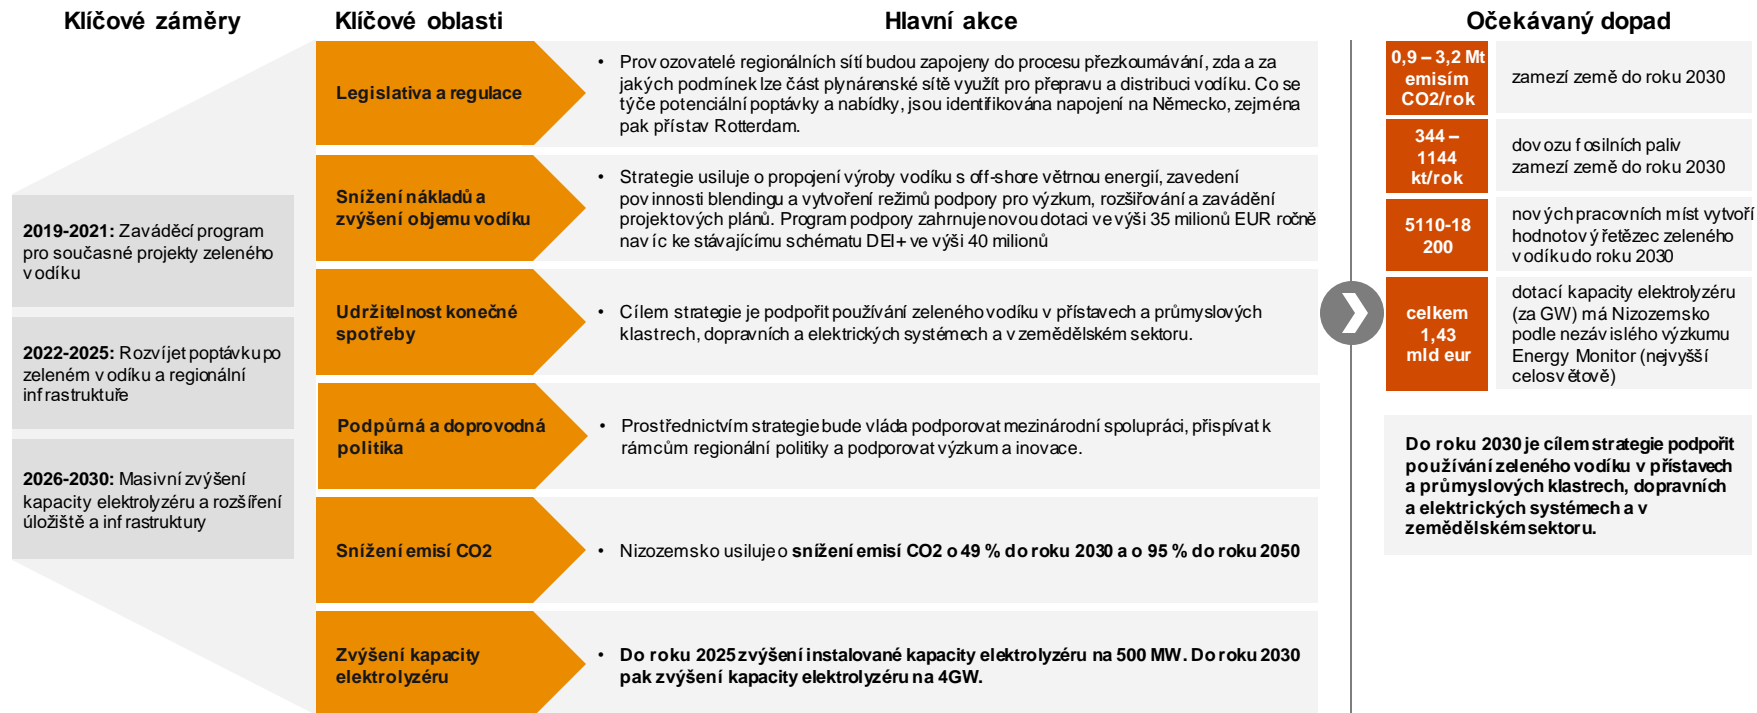 Klíčové záměry
Klíčové oblasti
Hlavní akce
Očekávaný dopad
2019-2021: Zaváděcí program
pro současné projekty zeleného
vodíku
2022-2025: Rozvíjet poptávku po
zeleném vodíku a regionální
infrastruktuře
2026-2030: Masivní zvýšení
kapacity elektrolyzéru a rozšíření
úložiště a infrastruktury
Legislativa a regulace
• Provozovatelé regionálních sítí budou zapojeny do procesu přezkoumávání, zda a za
jakých podmínek lze část plynárenské sítě využít pro přepravu a distribuci vodíku. Co se
týče potenciální poptávky a nabídky, jsou identifikována napojení na Německo, zejména
pak přístav Rotterdam.
Snížení nákladů a
zvýšení objemu vodíku
• Strategie usiluje o propojení výroby vodíku s off-shore větrnou energií, zavedení
povinnosti blendingu a vytvoření režimů podpory pro výzkum, rozšiřování a zavádění
projektových plánů. Program podpory zahrnuje novou dotaci ve výši 35 milionů EUR ročně
navíc ke stávajícímu schématu DEI+ ve výši 40 milionů
Udržitelnost konečné
spotřeby
• Cílem strategie je podpořit používání zeleného vodíku v přístavech a průmyslových
klastrech, dopravních a elektrických systémech a v zemědělském sektoru.
Podpůrná a doprovodná
politika
• Prostřednictvím strategie bude vláda podporovat mezinárodní spolupráci, přispívat k
rámcům regionální politiky a podporovat výzkum a inovace.
Snížení emisí CO2
• Nizozemsko usiluje o snížení emisí CO2 o 49 % do roku 2030 a o 95 % do roku 2050
Zvýšení kapacity
elektrolyzéru
• Do roku 2025 zvýšení instalované kapacity elektrolyzéru na 500 MW. Do roku 2030
pak zvýšení kapacity elektrolyzéru na 4GW.
0,9 – 3,2 Mt
emisím
CO2/rok
zamezí země do roku 2030
344 –
1144
kt/rok
dovozu fosilních paliv
zamezí země do roku 2030
5110-18
200
nových pracovních míst vytvoří
hodnotový řetězec zeleného
vodíku do roku 2030
celkem
1,43
mld eur
dotací kapacity elektrolyzéru
(za GW) má Nizozemsko
podle nezávislého výzkumu
Energy Monitor (nejvyšší
celosvětově)
Do roku 2030 je cílem strategie podpořit
používání zeleného vodíku v přístavech
a průmyslových klastrech, dopravních
a elektrických systémech a v
zemědělském sektoru.